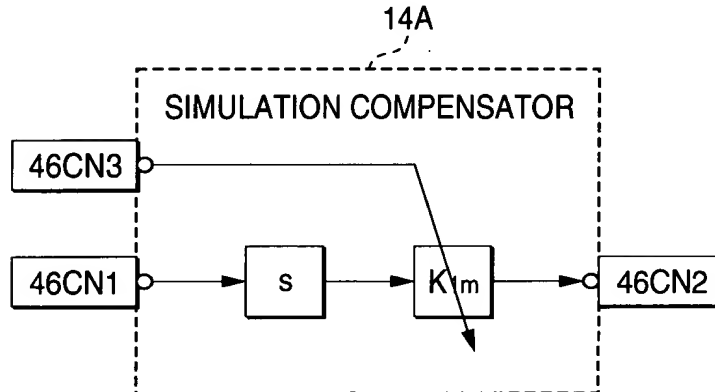 14A
SIMULATION COMPENSATOR
46CN3
46CN1
s
K1m
46CN2